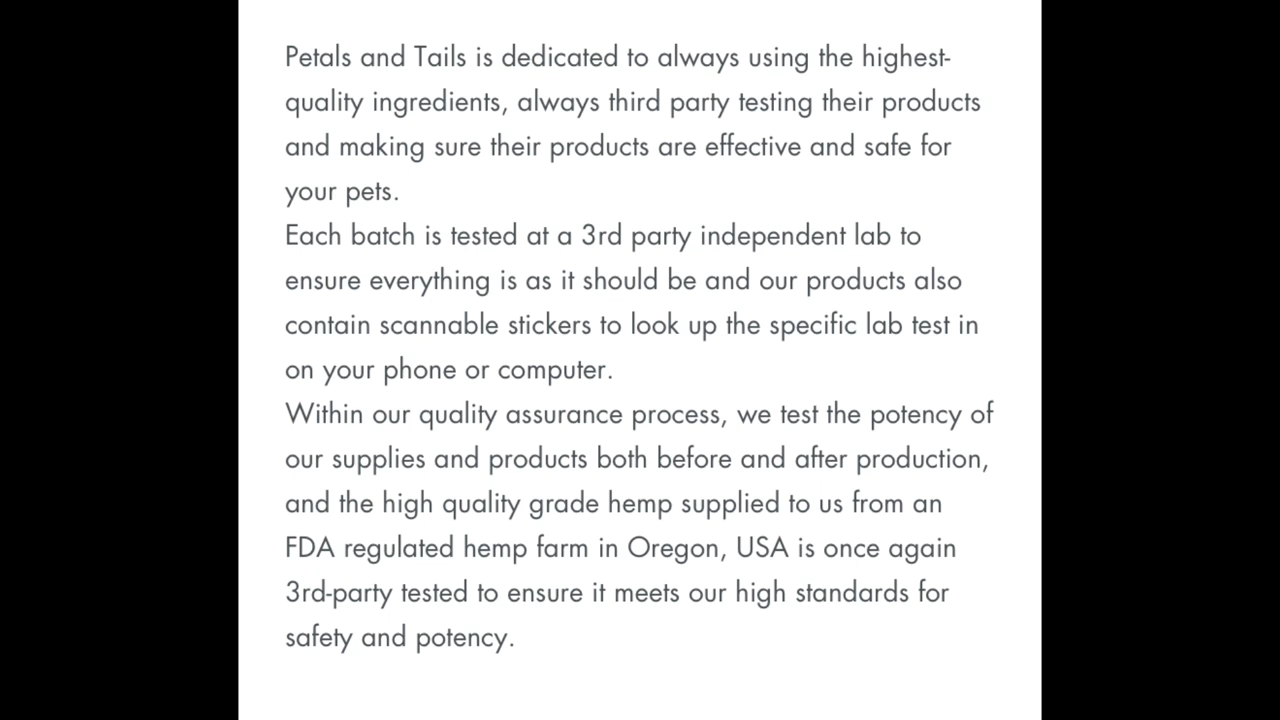 Petals and Tails is dedicated to always using the highest-
quality ingredients, always third party testing their products
and making sure their products are effective and safe for
your pets.
Each batch is tested at a 3rd party independent lab to
ensure everything is as it should be and our products also
contain scannable stickers to look up the specific lab test in
on your phone or computer.
Within our quality assurance process, we test the potency of
our supplies and products both before and after production,
and the high quality grade hemp supplied to us from an
FDA regulated hemp farm in Oregon, USA is once again
3rd-party tested to ensure it meets our high standards for
safety and potency.